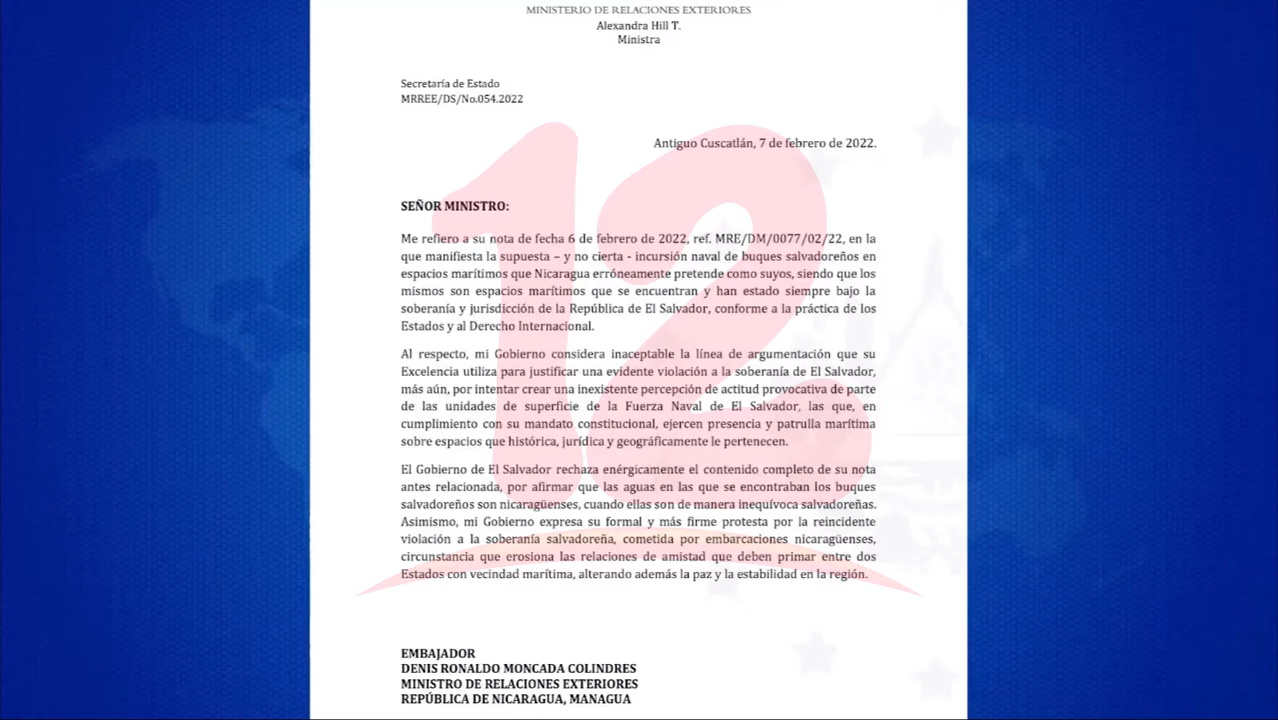 MINISTERIO DE RELACIONES EXTERIORES
Alexandra Hill T.
Ministra
Secretaría de Estado
MRREE/DS/No.054.2022
Antiguo Cuscatlán, 7 de febrero de 2022.
SEÑOR MINISTRO:
Me refiero a su nota de fecha 6 de febrero de 2022, ref. MRE/DM/0077/02/22, en la
que manifiesta la supuesta – y no cierta - incursión naval de buques salvadoreños en
espacios marítimos que Nicaragua erróneamente pretende como suyos, siendo que los
mismos son espacios marítimos que se encuentran y han estado siempre bajo la
soberanía y jurisdicción de la República de El Salvador, conforme a la práctica de los
Estados y al Derecho Internacional.
Al respecto, mi Gobierno considera inaceptable la línea de argumentación que su
Excelencia utiliza para justificar una evidente violación a la soberanía de El Salvador,
más aún, por intentar crear una inexistente percepción de actitud provocativa de parte
de las unidades de superficie de la Fuerza Naval de El Salvador, las que, en
cumplimiento con su mandato constitucional, ejercen presencia y patrulla marítima
sobre espacios que histórica, jurídica y geográficamente le pertenecen.
El Gobierno de El Salvador rechaza enérgicamente el contenido completo de su nota
antes relacionada, por afirmar que las aguas en las que se encontraban los buques
salvadoreños son nicaragüenses, cuando ellas son de manera inequívoca salvadoreñas.
Asimismo, mi Gobierno expresa su formal y más firme protesta por la reincidente
violación a la soberanía salvadoreña, cometida por embarcaciones nicaragüenses,
circunstancia que erosiona las relaciones de amistad que deben primar entre dos
Estados con vecindad marítima, alterando además la paz y la estabilidad en la región.
12
EMBAJADOR
DENIS RONALDO MONCADA COLINDRES
MINISTRO DE RELACIONES EXTERIORES
REPÚBLICA DE NICARAGUA, MANAGUA